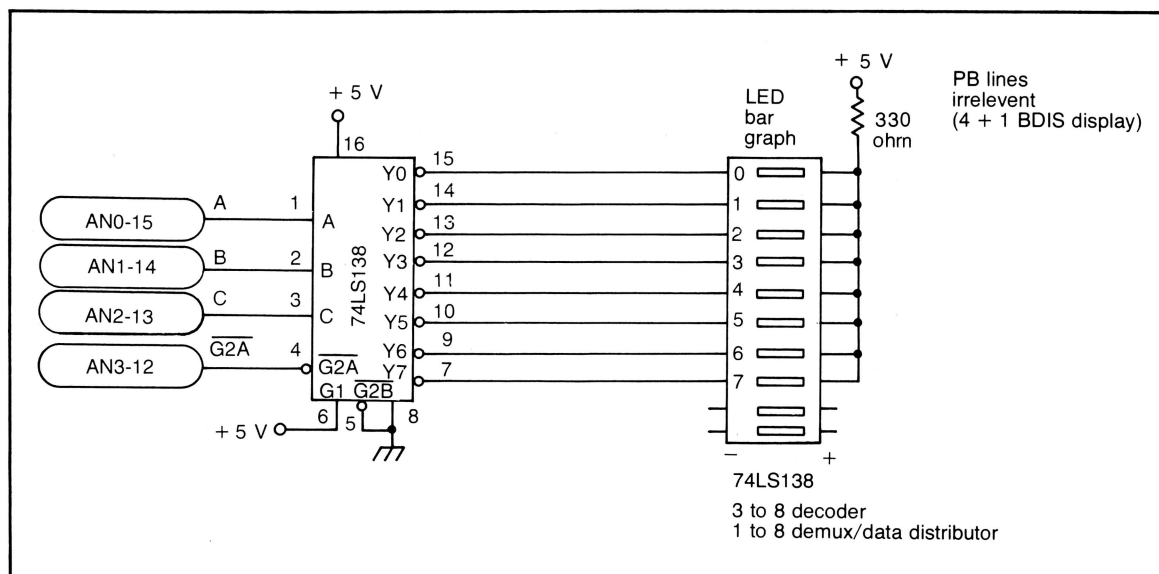 + 5 V
16
AN0-15
A
1
A
AN1-14
B
2
B
AN2-13
C
3
C
AN3-12
G2A
4
G2A
74LS138
G1
G2B
6
5
8
+ 5 V
Y0
15
Y1
14
Y2
13
Y3
12
Y4
11
Y5
10
Y6
9
Y7
7
LED
bar
graph
0
1
2
3
4
5
6
7
−
+
+ 5 V
330
ohm
PB lines
irrelevent
(4 + 1 BDIS display)
74LS138
3 to 8 decoder
1 to 8 demux/data distributor